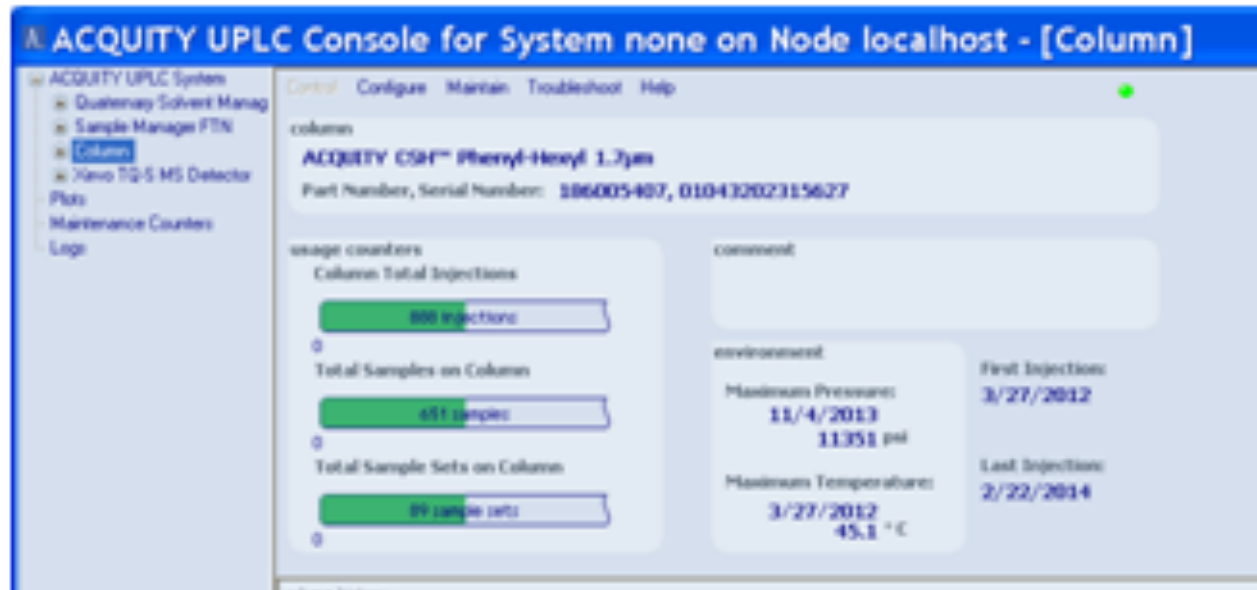 ACQUITY UPLC Console for System none on Node localhost - [Column]
ACQUITY UPLC System
Quaternary Solvent Manag
Sample Manager FTN
Column
Xevo TQ-S MS Detector
Plots
Maintenance Counters
Logs
Control Configure Maintain Troubleshoot Help
column
ACQUITY CSH™ Phenyl-Hexyl 1.7µm
Part Number, Serial Number: 186005407, 01043202315627
usage counters
Column Total Injections
888 injections
0
Total Samples on Column
651 samples
0
Total Sample Sets on Column
89 sample sets
0
comment
environment
Maximum Pressure:
11/4/2013
11351 psi
Maximum Temperature:
3/27/2012
45.1 °C
First Injection:
3/27/2012
Last Injection:
2/22/2014